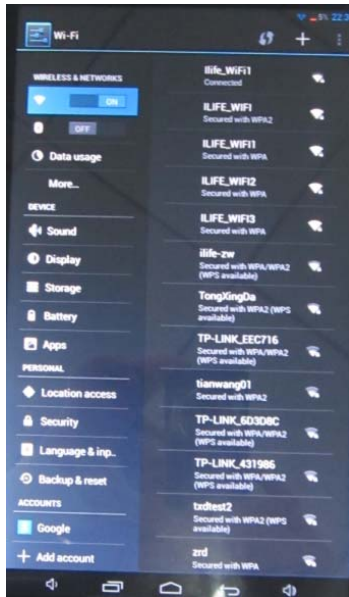 Wi-Fi
WIRELESS & NETWORKS
ON
OFF
Data usage
More...
DEVICE
Sound
Display
Storage
Battery
Apps
PERSONAL
Location access
Security
Language & inp..
Backup & reset
ACCOUNTS
Google
Add account
Ilife_WiFi1
Connected
ILIFE_WIFI
Secured with WPA2
ILIFE_WIFI1
Secured with WPA
ILIFE_WIFI2
Secured with WPA
ILIFE_WIFI3
Secured with WPA
ilife-zw
Secured with WPA/WPA2
(WPS available)
TongXingDa
Secured with WPA2 (WPS
available)
TP-LINK_EEC716
Secured with WPA/WPA2
(WPS available)
tianwang01
Secured with WPA2
TP-LINK_6D3D8C
Secured with WPA/WPA2
(WPS available)
TP-LINK_431986
Secured with WPA/WPA2
(WPS available)
txdtest2
Secured with WPA2 (WPS
available)
zrd
Secured with WPA